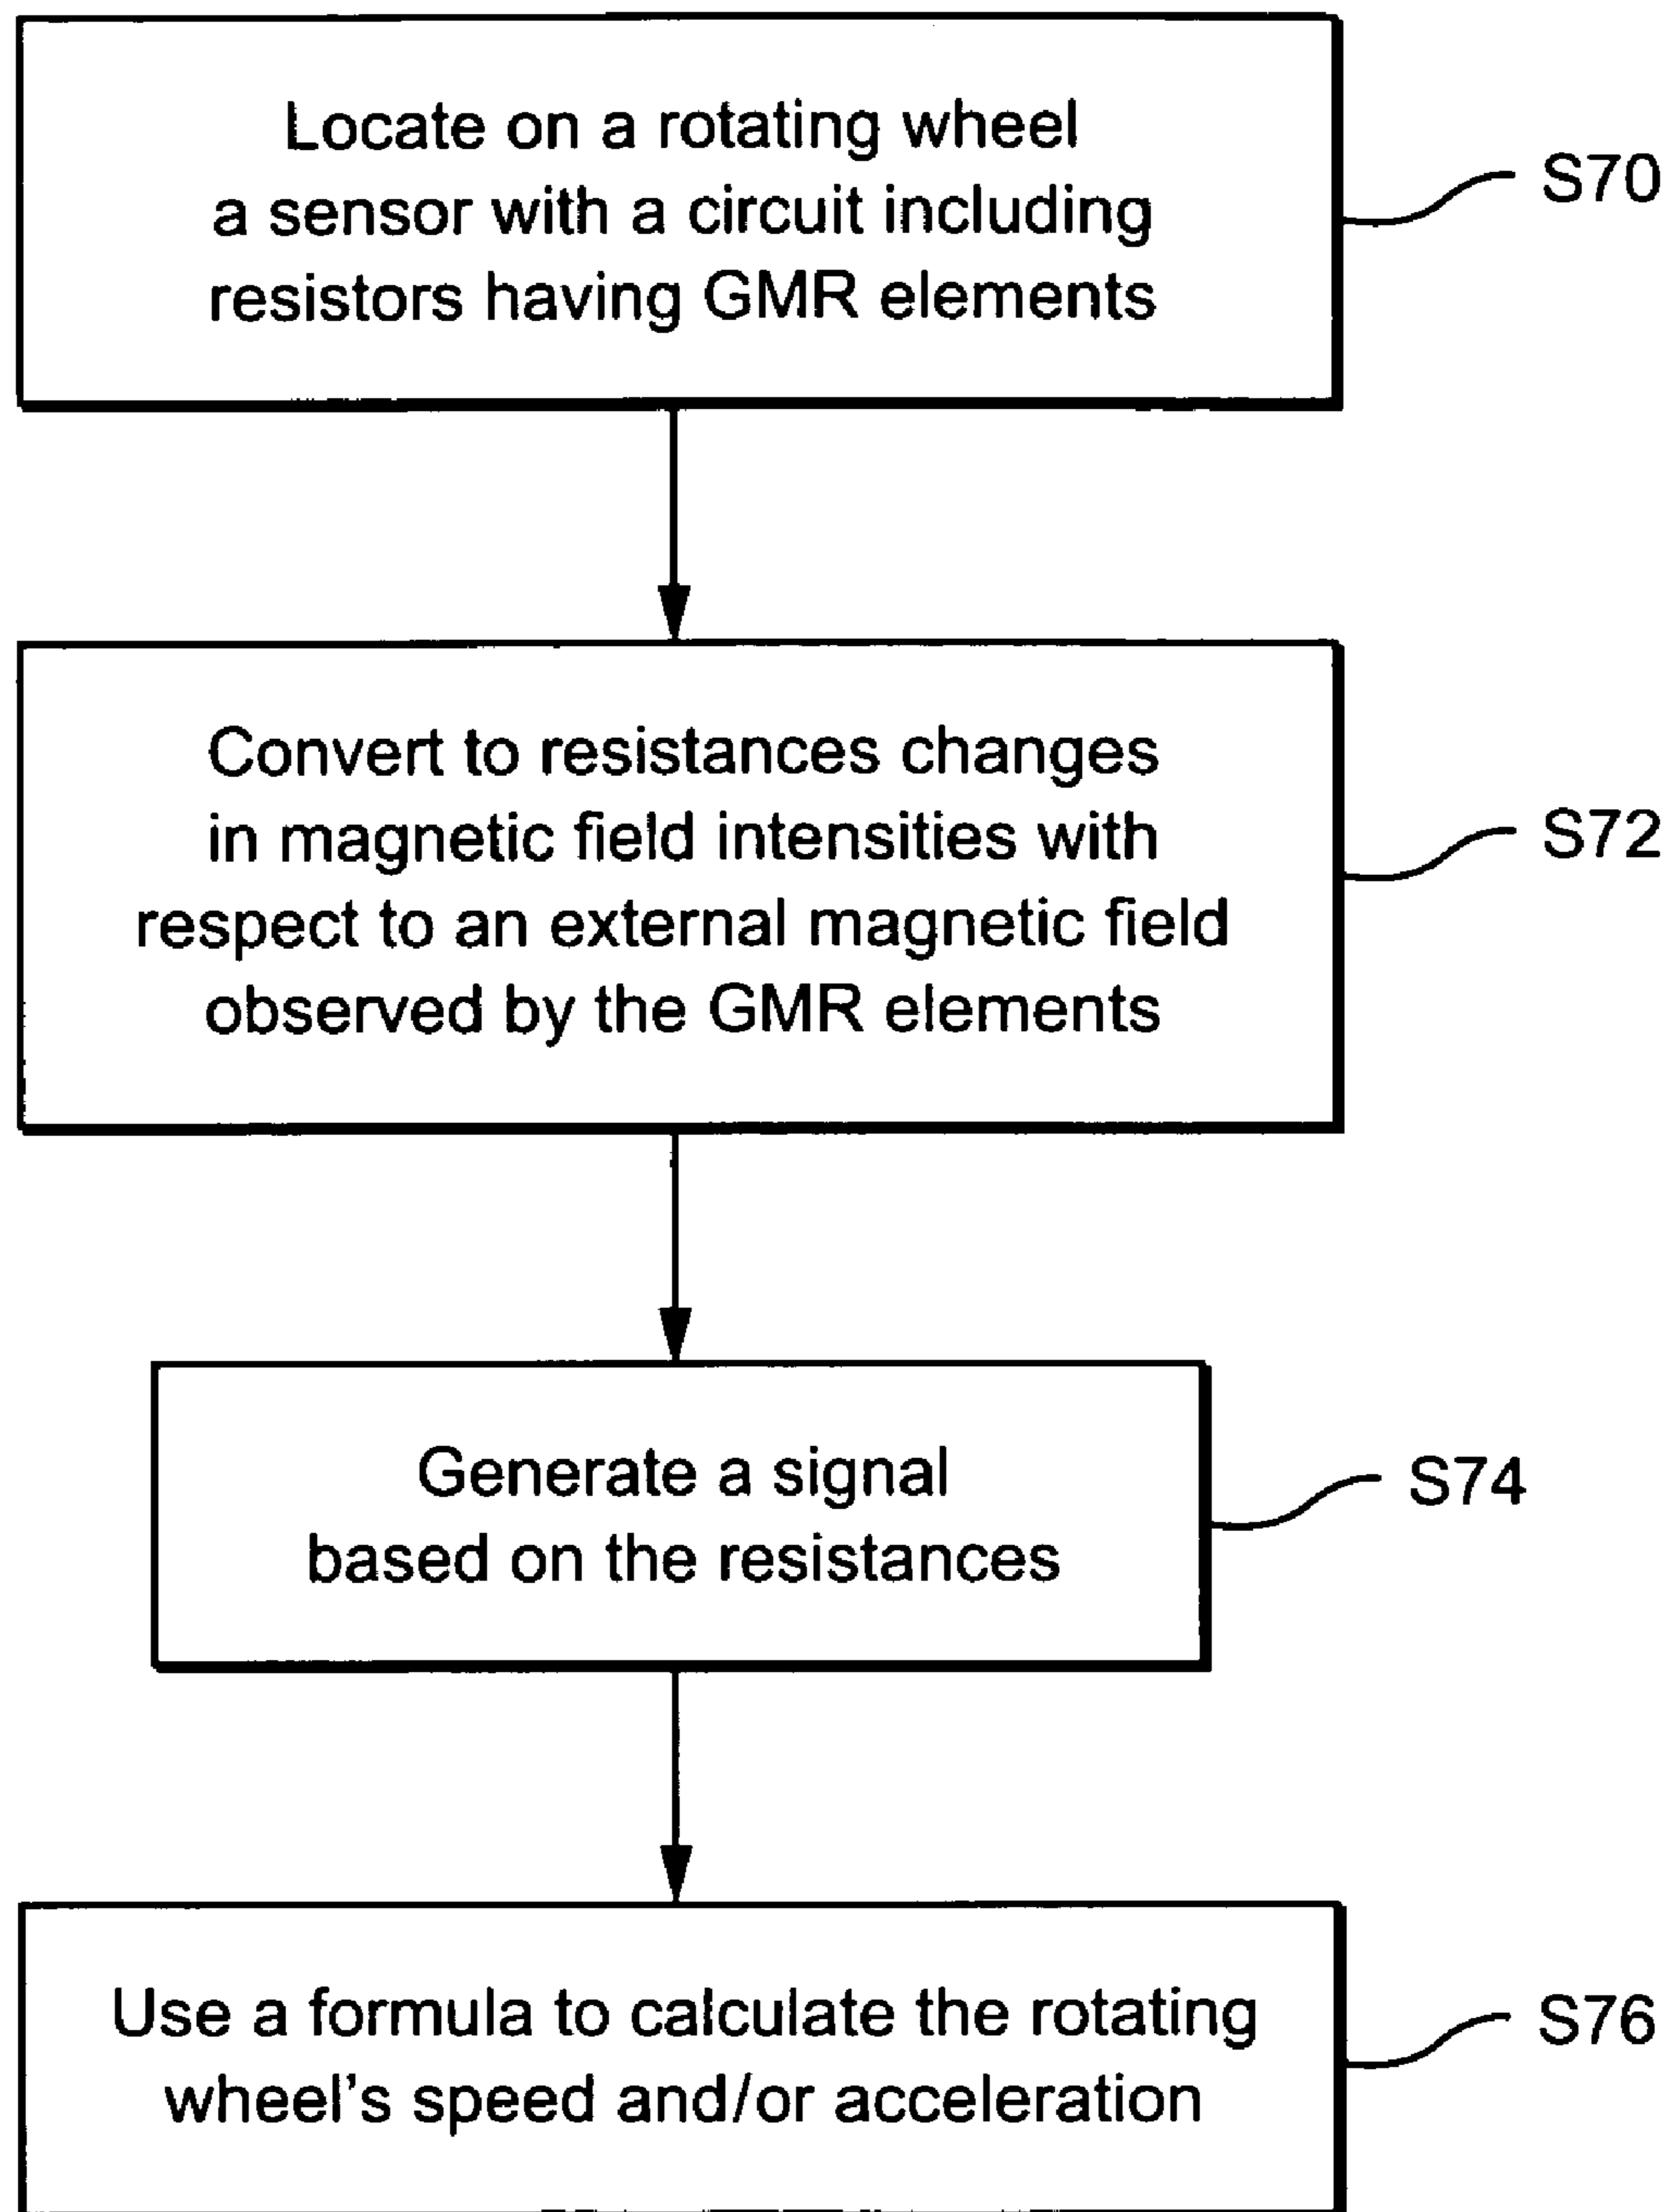 Locate on a rotating wheel
a sensor with a circuit including
resistors having GMR elements
S70
Convert to resistances changes
in magnetic field intensities with
respect to an external magnetic field
observed by the GMR elements
S72
Generate a signal
based on the resistances
S74
Use a formula to calculate the rotating
wheel's speed and/or acceleration
S76